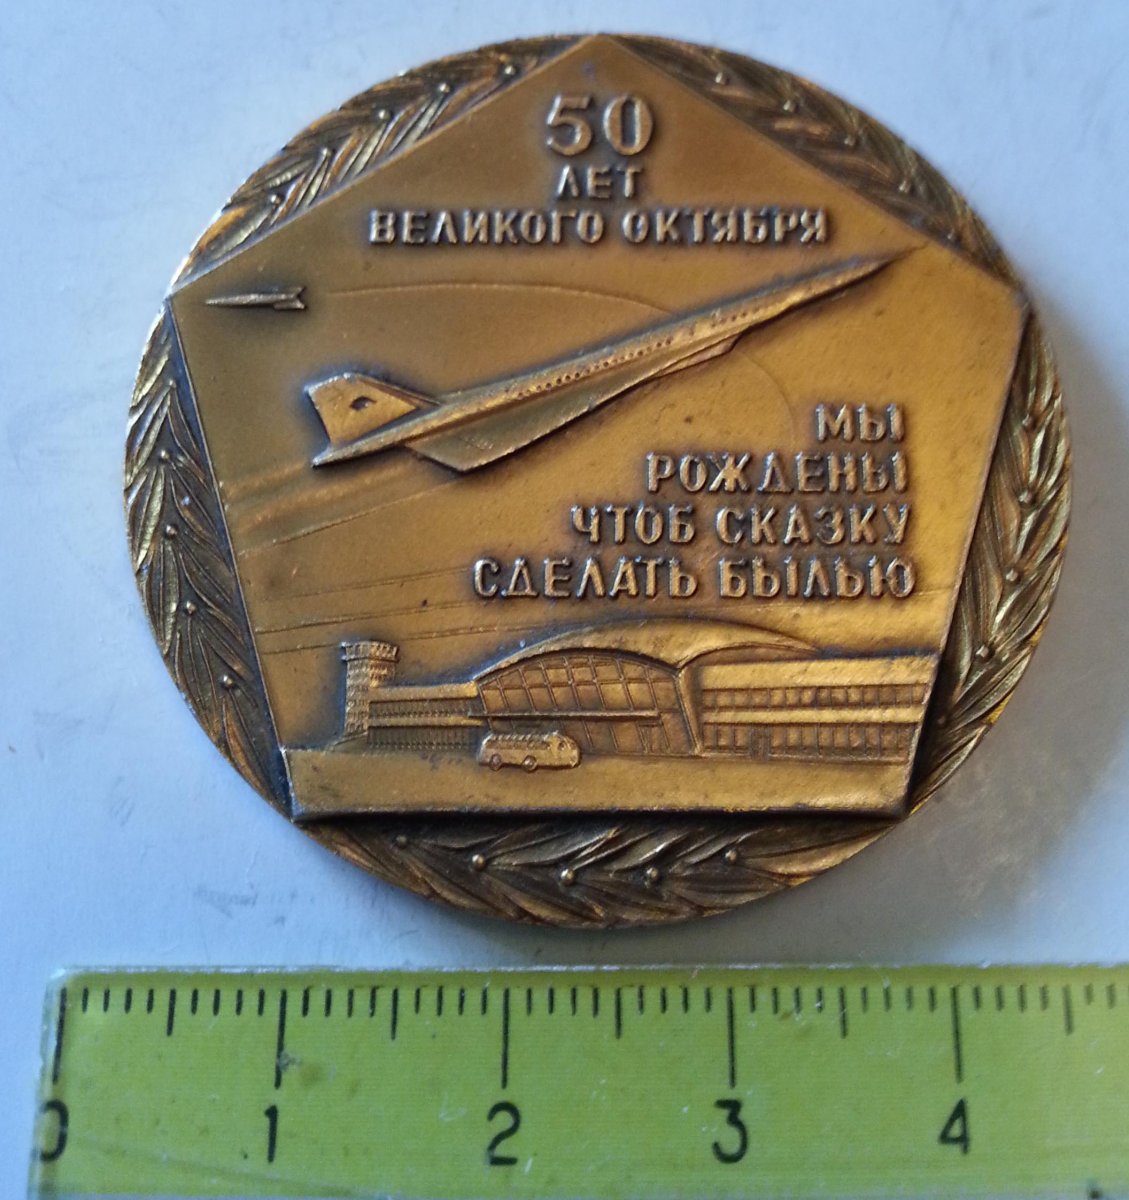 50
ЛЕТ
ВЕЛИКОГО ОКТЯБРЯ
МЫ
РОЖДЕНЫ
ЧТОБ СКАЗКУ
СДЕЛАТЬ БЫЛЬЮ
0 1 2 3 4